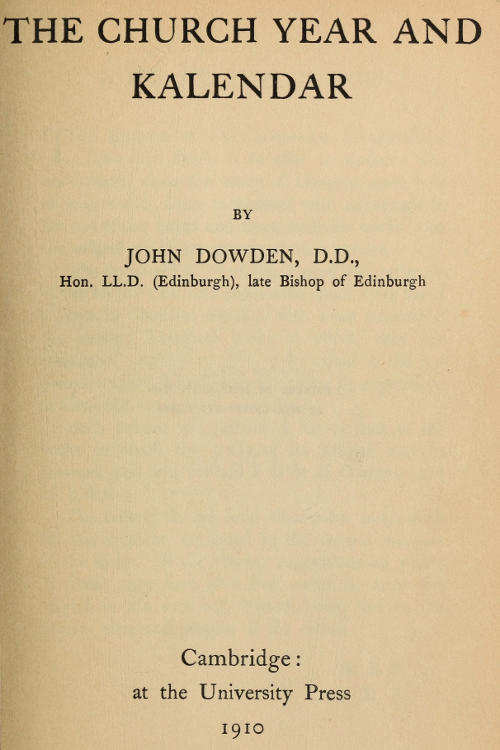 THE CHURCH YEAR AND
KALENDAR
BY
JOHN DOWDEN, D.D.,
Hon. LL.D. (Edinburgh), late Bishop of Edinburgh
Cambridge:
at the University Press
1910